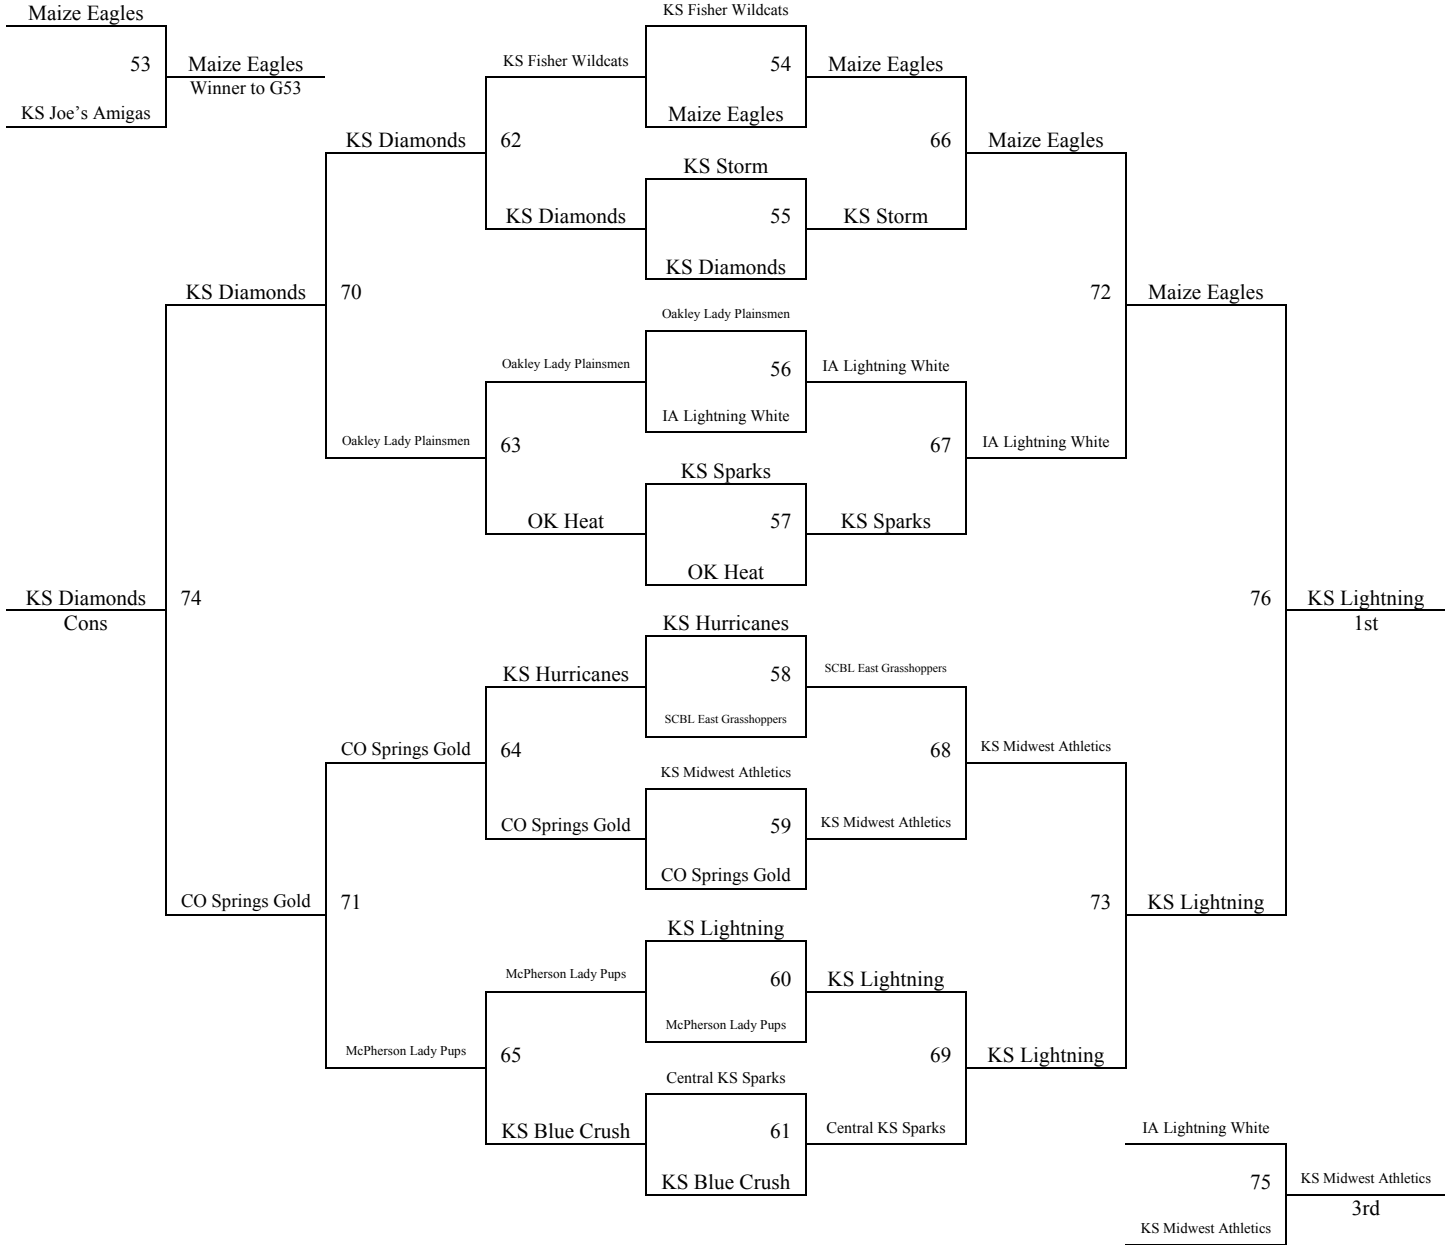 Maize Eagles
53
Maize Eagles
Winner to G53
KS Joe's Amigas
KS Fisher Wildcats
KS Fisher Wildcats
54
Maize Eagles
Maize Eagles
KS Diamonds
62
66
Maize Eagles
KS Storm
KS Diamonds
55
KS Storm
KS Diamonds
KS Diamonds
70
72
Maize Eagles
Oakley Lady Plainsmen
Oakley Lady Plainsmen
56
IA Lightning White
IA Lightning White
Oakley Lady Plainsmen
63
67
IA Lightning White
KS Sparks
OK Heat
57
KS Sparks
OK Heat
KS Diamonds
Cons
74
76
KS Lightning
1st
KS Hurricanes
KS Hurricanes
58
SCBL East Grasshoppers
SCBL East Grasshoppers
CO Springs Gold
64
68
KS Midwest Athletics
KS Midwest Athletics
CO Springs Gold
59
KS Midwest Athletics
CO Springs Gold
CO Springs Gold
71
73
KS Lightning
KS Lightning
McPherson Lady Pups
60
KS Lightning
McPherson Lady Pups
McPherson Lady Pups
65
69
KS Lightning
Central KS Sparks
KS Blue Crush
61
Central KS Sparks
KS Blue Crush
IA Lightning White
75
KS Midwest Athletics
3rd
KS Midwest Athletics